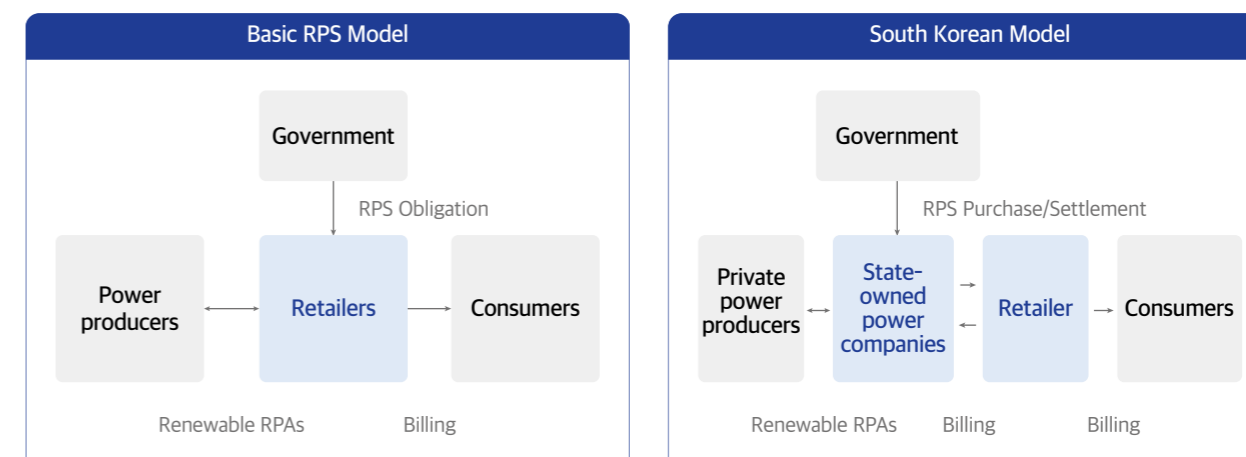 Basic RPS Model
Government
RPS Obligation
Power
producers
Retailers
Consumers
Renewable RPAs
Billing
South Korean Model
Government
RPS Purchase/Settlement
Private
power
producers
State-
owned
power
companies
Retailer
Consumers
Renewable RPAs
Billing
Billing